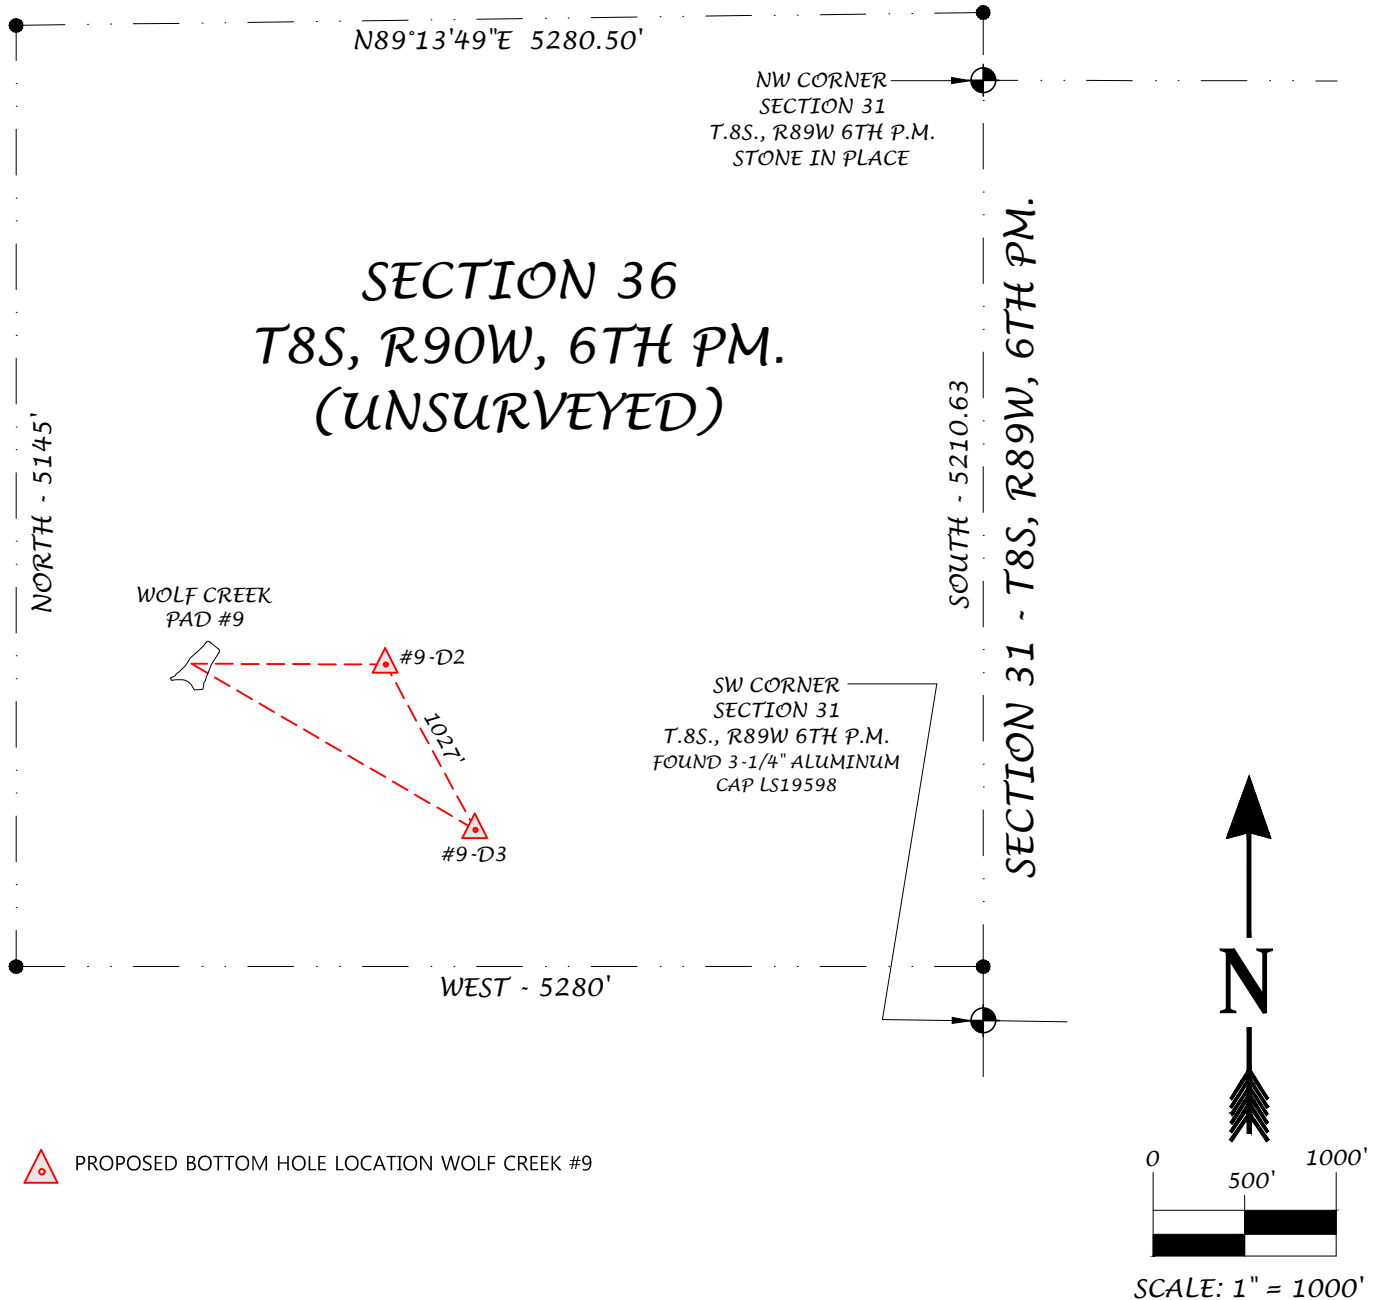 N89°13'49"E 5280.50'
NW CORNER
SECTION 31
T.8S., R89W 6TH P.M.
STONE IN PLACE
SECTION 36
T8S, R90W, 6TH PM.
(UNSURVEYED)
NORTH - 5145'
SOUTH - 5210.63
SECTION 31 - T8S, R89W, 6TH PM.
WOLF CREEK
PAD #9
#9-D2
1027'
#9-D3
SW CORNER
SECTION 31
T.8S., R89W 6TH P.M.
FOUND 3-1/4" ALUMINUM
CAP LS19598
WEST - 5280'
N
PROPOSED BOTTOM HOLE LOCATION WOLF CREEK #9
0 500' 1000'
SCALE: 1" = 1000'